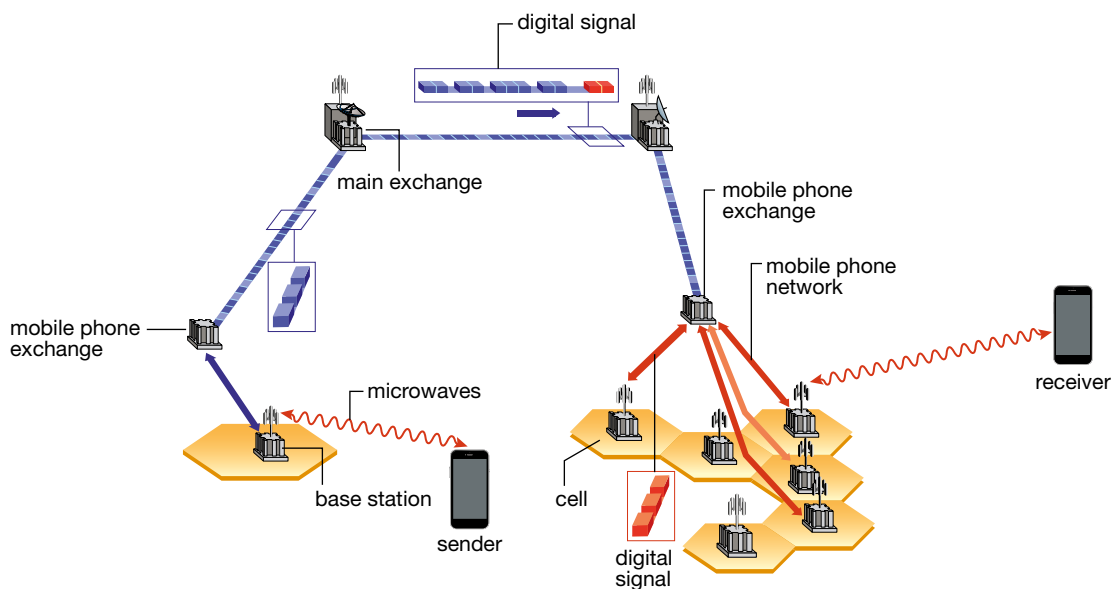 digital signal
main exchange
mobile phone
exchange
mobile phone
network
mobile phone
exchange
microwaves
receiver
base station
sender
cell
digital
signal